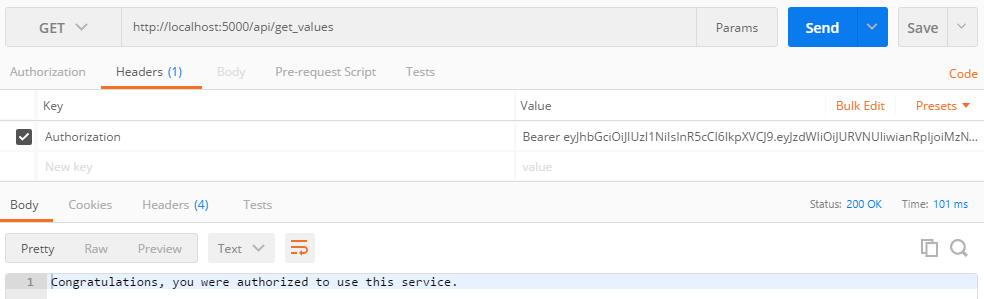 GET http://localhost:5000/api/get_values Params Send Save
Authorization Headers (1) Body Pre-request Script Tests Code
Key Value Bulk Edit Presets
Authorization Bearer eyJhbGciOiJIUzI1NiIsInR5cCI6IkpXVCJ9.eyJzdWIiOiJURVNUIiwianRpIjoiMzN...
New key value
Body Cookies Headers (4) Tests Status: 200 OK Time: 101 ms
Pretty Raw Preview Text
1 Congratulations, you were authorized to use this service.